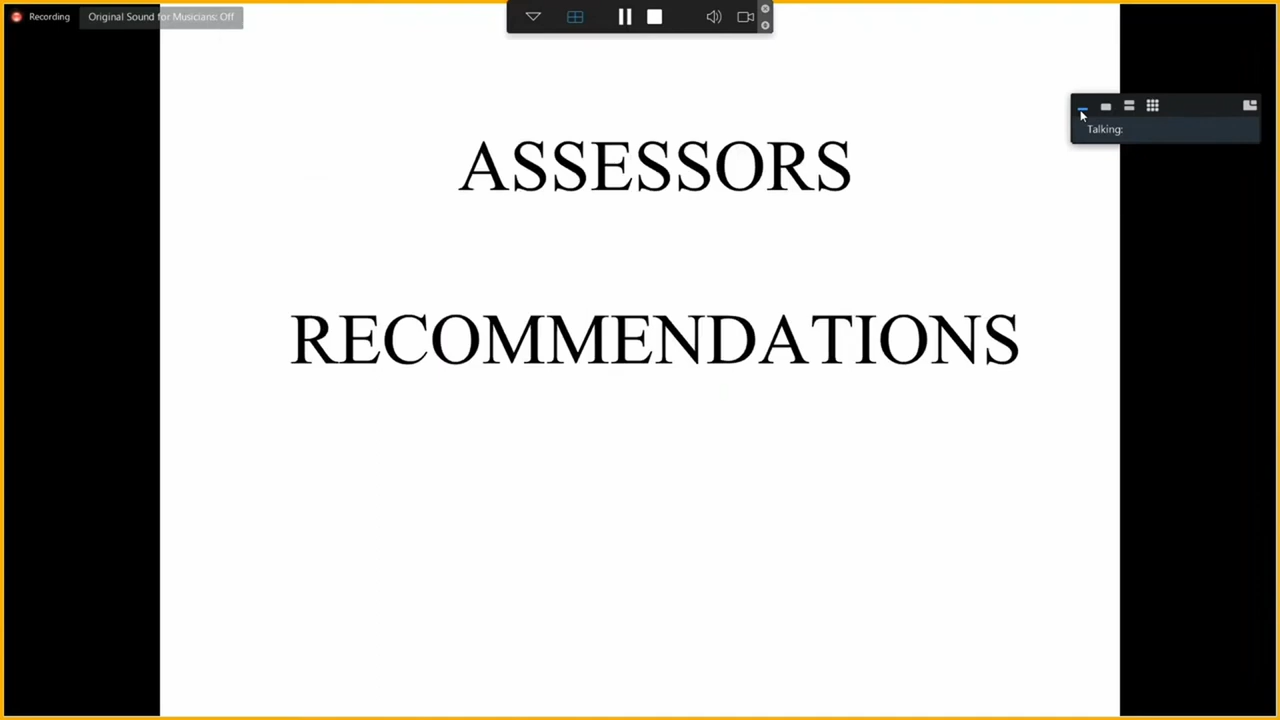 Recording
Original Sound for Musicians: Off
Talking:
ASSESSORS
RECOMMENDATIONS